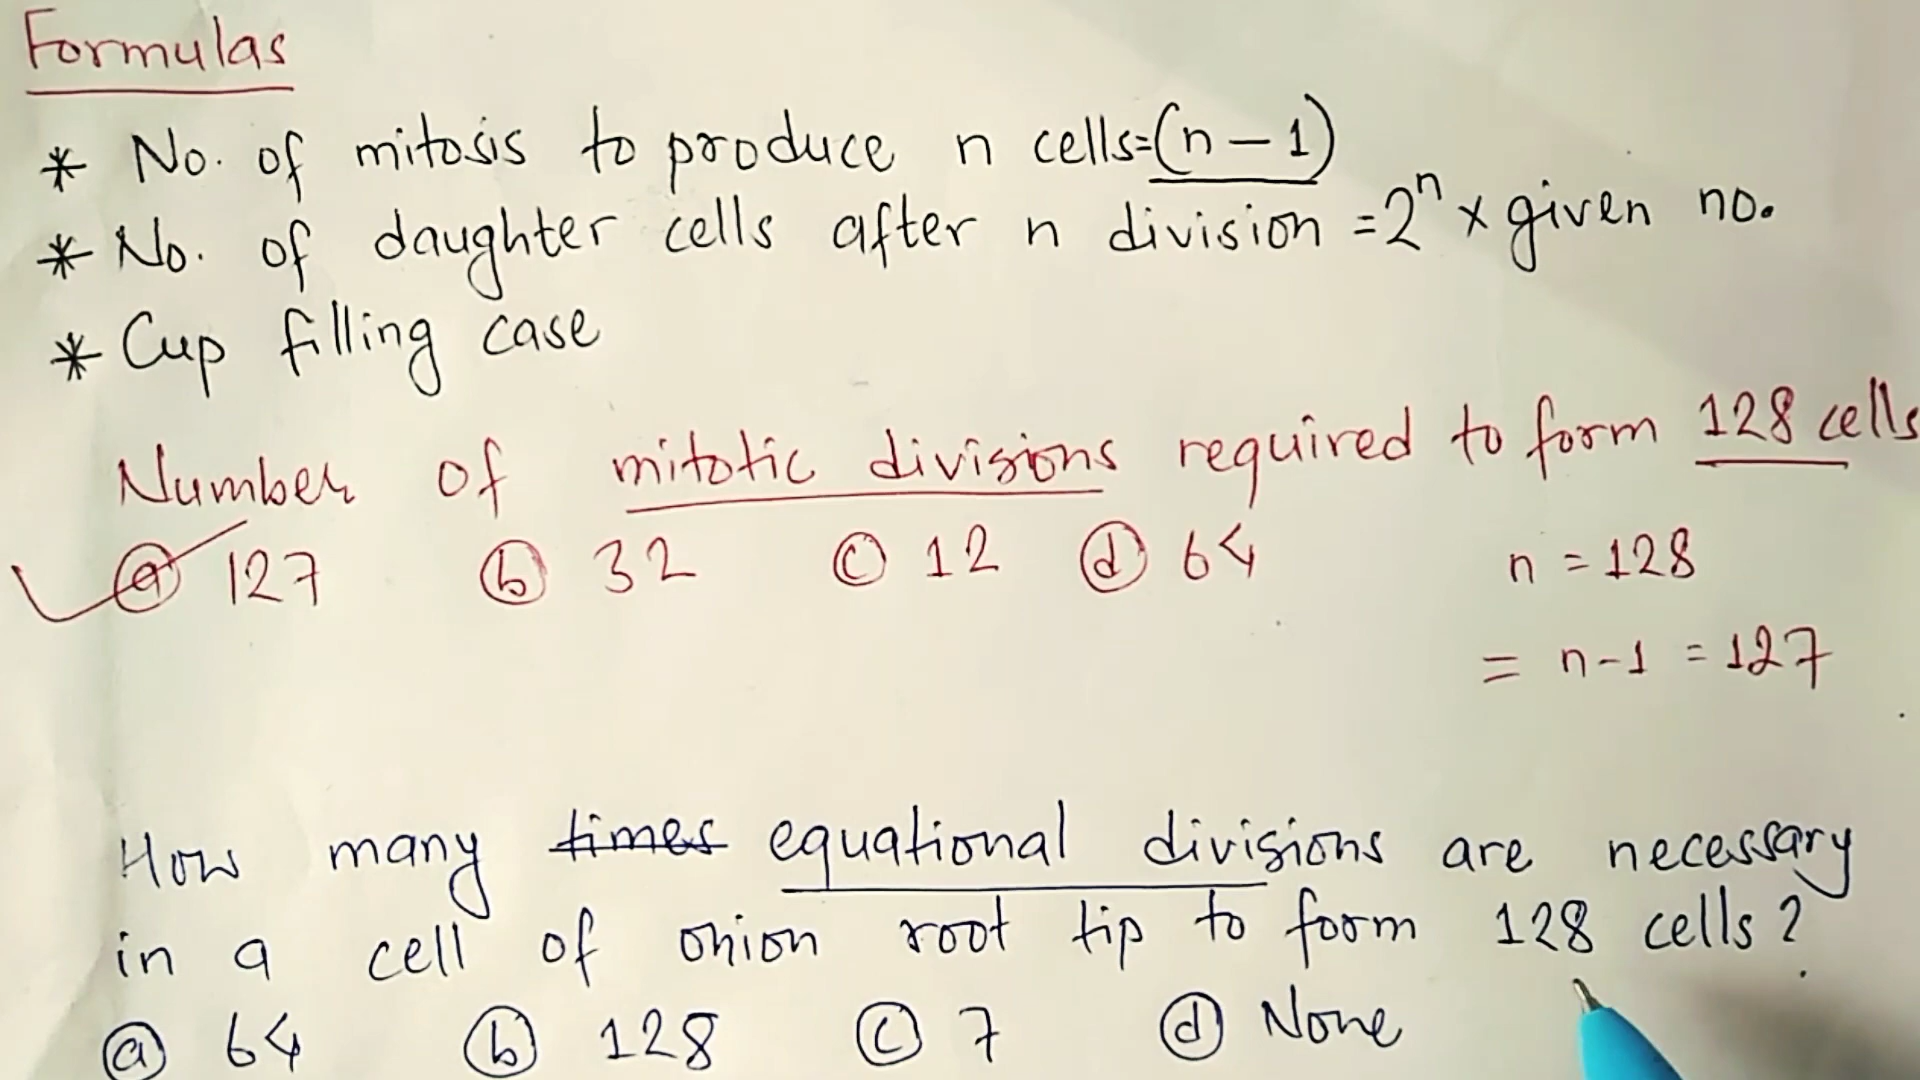 Formulas
* No. of mitosis to produce n cells=(n-1)
* No. of daughter cells after n division =2ⁿ x given no.
* Cup filling case
Number of mitotic divisions required to form 128 cells
ⓐ 127 ⓑ 32 ⓒ 12 ⓓ 64
n = 128
= n-1 = 127
How many times equational divisions are necessary
in a cell of onion root tip to form 128 cells?
ⓐ 64 ⓑ 128 ⓒ 7 ⓓ None